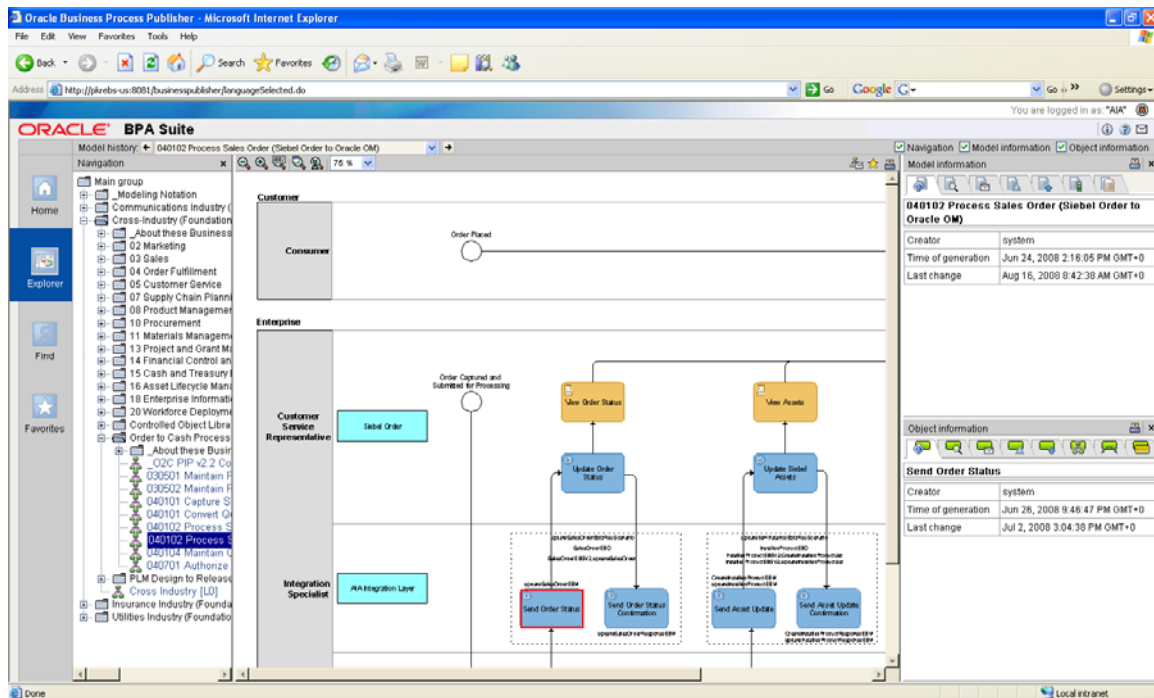 Oracle Business Process Publisher - Microsoft Internet Explorer
File Edit View Favorites Tools Help
Back Search Favorites
Address http://pkrebs-us:8081/businesspublisher/languageSelected.do Go Google Go Settings
You are logged in as: "AIA"
ORACLE BPA Suite
Model history: 040102 Process Sales Order (Siebel Order to Oracle OM) Navigation Model information Object information
Navigation x 75 %
Home
Explorer
Find
Favorites
Main group
_Modeling Notation
Communications Industry (
Cross-Industry (Foundation
_About these Business
02 Marketing
03 Sales
04 Order Fulfillment
05 Customer Service
07 Supply Chain Planni
08 Product Managemen
10 Procurement
11 Materials Managem
13 Project and Grant Ma
14 Financial Control an
15 Cash and Treasury
16 Asset Lifecycle Mana
18 Enterprise Informati
20 Workforce Deployme
Controlled Object Libra
Order to Cash Process
_About these Busin
_O2C PIP v2.2 Co
030501 Maintain P
030502 Maintain P
040101 Capture S
040101 Convert Qu
040102 Process S
040102 Process S
040104 Maintain
040701 Authorize
PLM Design to Release
Cross Industry [L0]
Insurance Industry (Founda
Utilities Industry (Foundatio
Customer
Consumer
Order Placed
Enterprise
Order Captured and
Submitted for Processing
View Order Status
View Assets
Customer
Service
Representative
Siebel Order
Update Order
Status
Update Siebel
Assets
SalesOrderEBO
InstalledProductEBO
Integration
Specialist
AIA Integration Layer
Send Order Status
Send Order Status
Confirmation
Send Asset Update
Send Asset Update
Confirmation
Model information
040102 Process Sales Order (Siebel Order to
Oracle OM)
Creator system
Time of generation Jun 24, 2008 2:16:05 PM GMT+0
Last change Aug 16, 2008 8:42:38 AM GMT+0
Object information
Send Order Status
Creator system
Time of generation Jun 26, 2008 9:46:47 PM GMT+0
Last change Jul 2, 2008 3:04:38 PM GMT+0
Done Local intranet